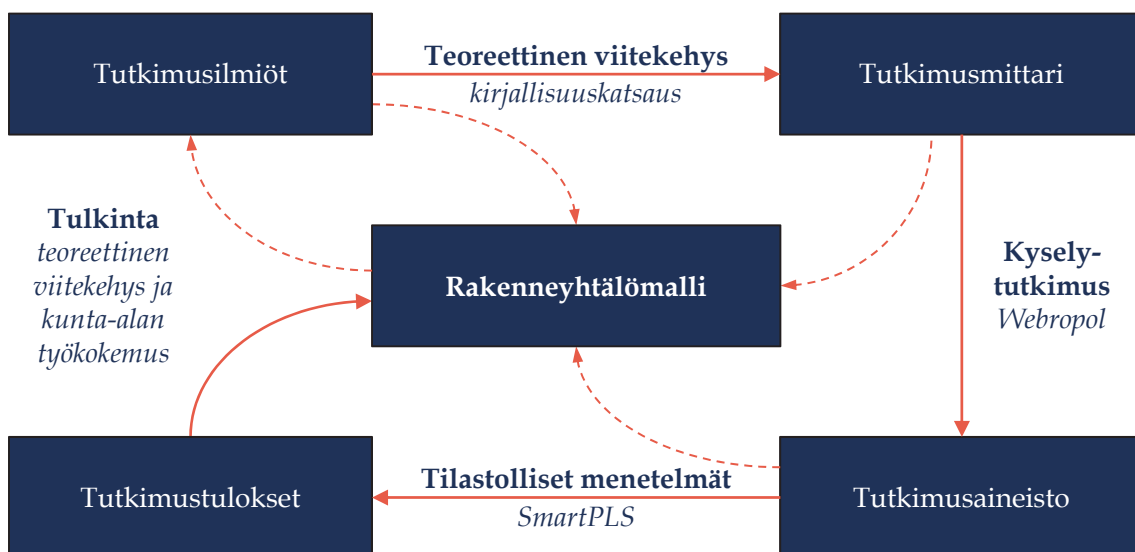 Tutkimusilmiöt
Teoreettinen viitekehys
kirjallisuuskatsaus
Tutkimusmittari
Tulkinta
teoreettinen
viitekehys ja
kunta-alan
työkokemus
Rakenneyhtälömalli
Kysely-
tutkimus
Webropol
Tutkimustulokset
Tilastolliset menetelmät
SmartPLS
Tutkimusaineisto